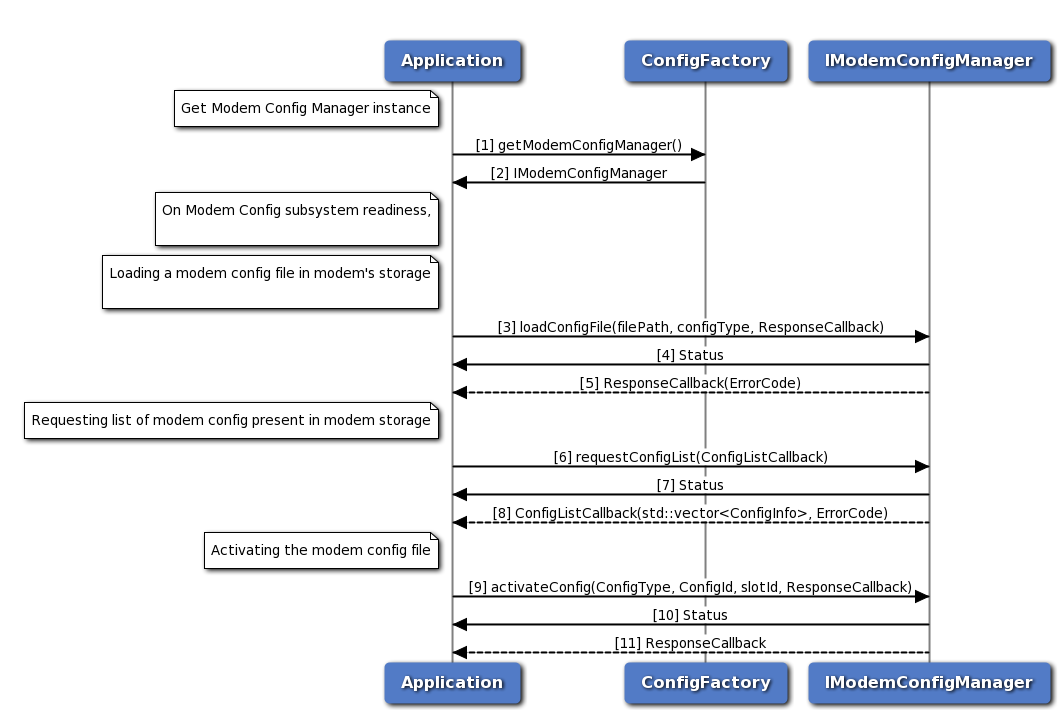 Application
ConfigFactory
IModemConfigManager
Get Modem Config Manager instance
[1] getModemConfigManager()
[2] IModemConfigManager
On Modem Config subsystem readiness,
Loading a modem config file in modem's storage
[3] loadConfigFile(filePath, configType, ResponseCallback)
[4] Status
[5] ResponseCallback(ErrorCode)
Requesting list of modem config present in modem storage
[6] requestConfigList(ConfigListCallback)
[7] Status
[8] ConfigListCallback(std::vector<ConfigInfo>, ErrorCode)
Activating the modem config file
[9] activateConfig(ConfigType, ConfigId, slotId, ResponseCallback)
[10] Status
[11] ResponseCallback
Application
ConfigFactory
IModemConfigManager